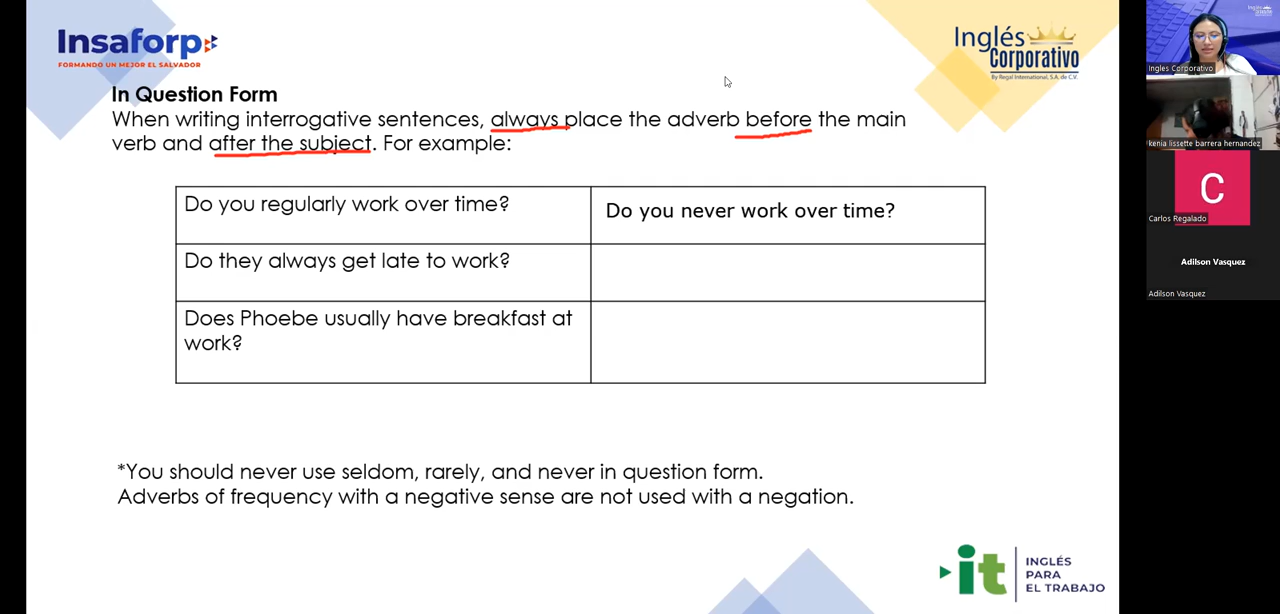 Insaforp
FORMANDO UN MEJOR EL SALVADOR
Inglés
Corporativo
By Regal International, S.A. de C.V.
In Question Form
When writing interrogative sentences, always place the adverb before the main
verb and after the subject. For example:
Do you regularly work over time?
Do you never work over time?
Do they always get late to work?
Does Phoebe usually have breakfast at
work?
*You should never use seldom, rarely, and never in question form.
Adverbs of frequency with a negative sense are not used with a negation.
it
INGLÉS
PARA
EL TRABAJO
Ingles Corporativo
kenia lissette barrera hernandez
C
Carlos Regalado
Adilson Vasquez
Adilson Vasquez